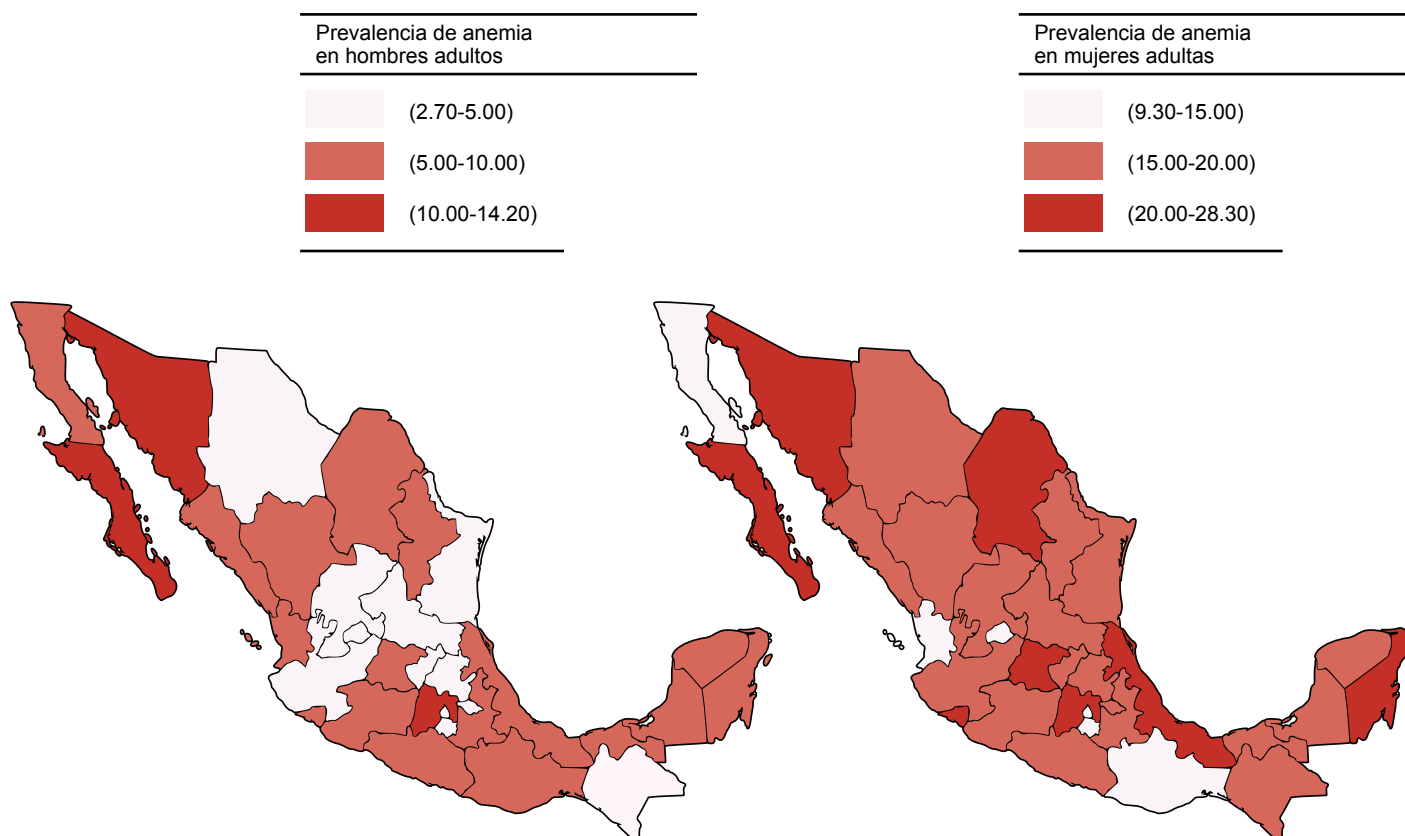 Prevalencia de anemia
en hombres adultos
(2.70-5.00)
(5.00-10.00)
(10.00-14.20)
Prevalencia de anemia
en mujeres adultas
(9.30-15.00)
(15.00-20.00)
(20.00-28.30)